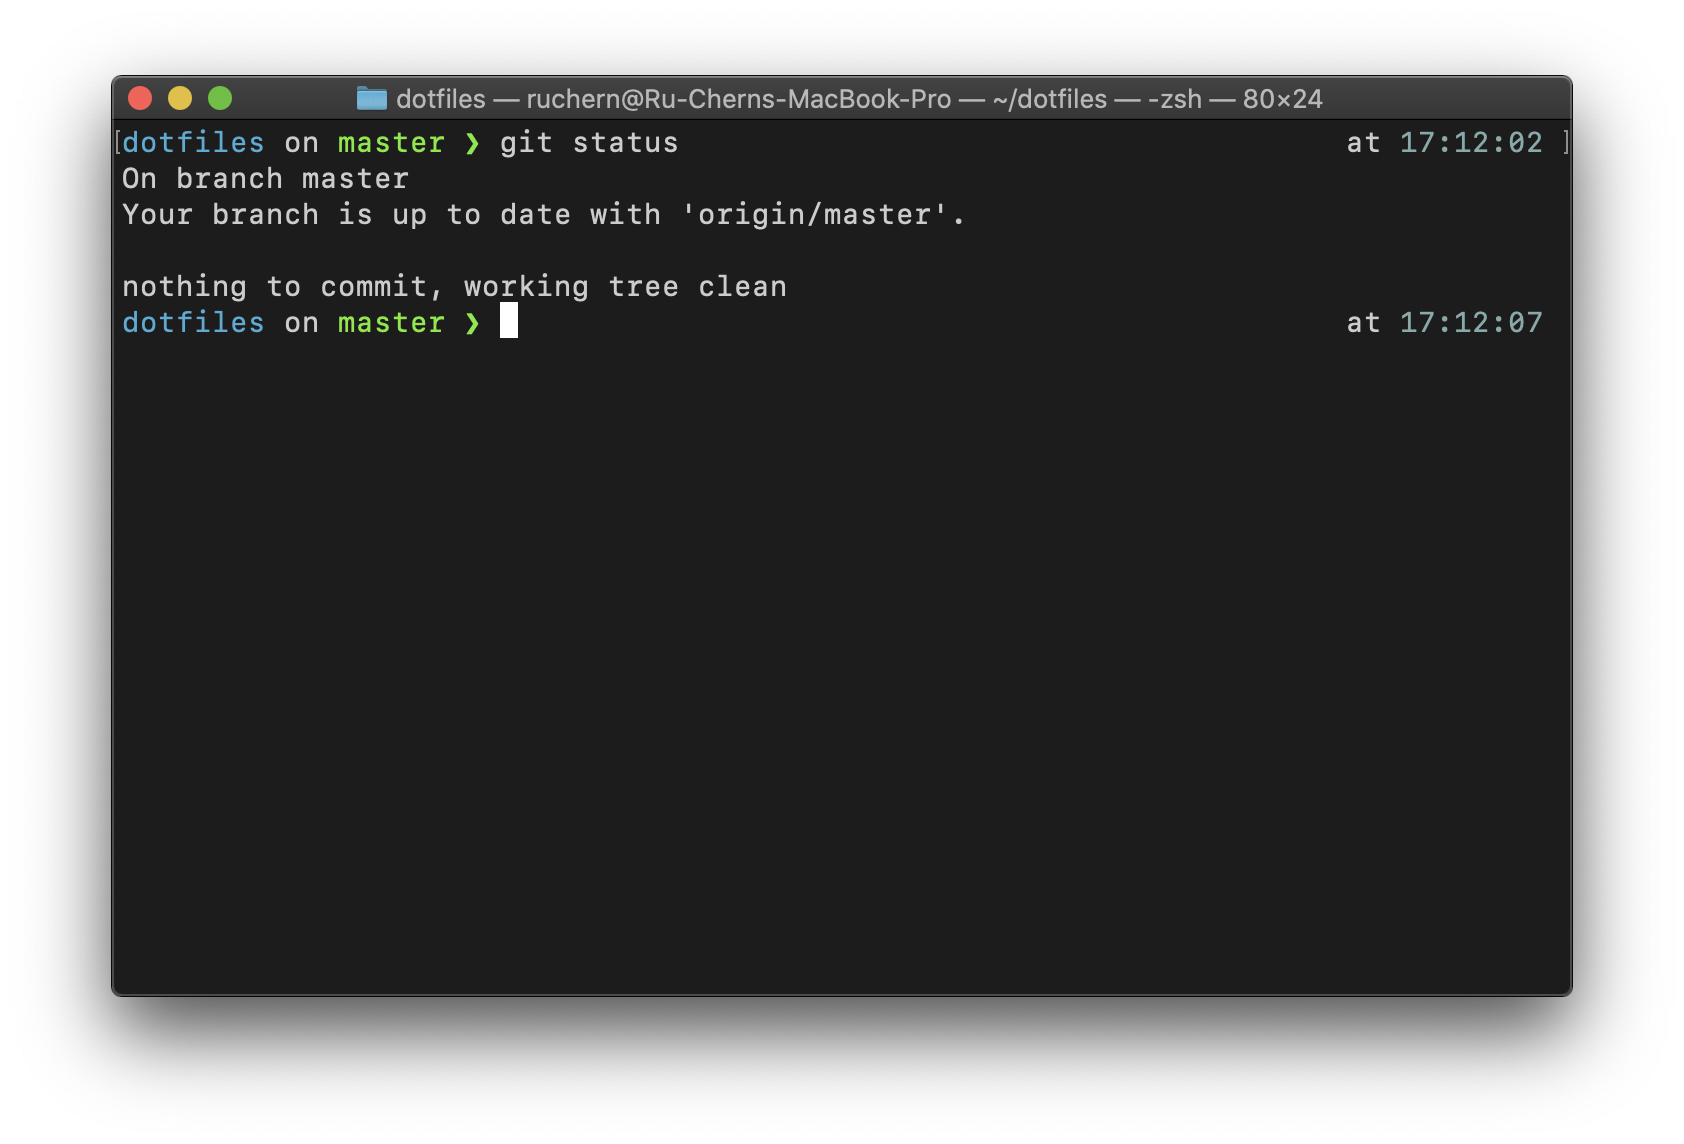 dotfiles — ruchern@Ru-Cherns-MacBook-Pro — ~/dotfiles — -zsh — 80×24
[dotfiles on master ❯ git status at 17:12:02 ]
On branch master
Your branch is up to date with 'origin/master'.
nothing to commit, working tree clean
dotfiles on master ❯ at 17:12:07